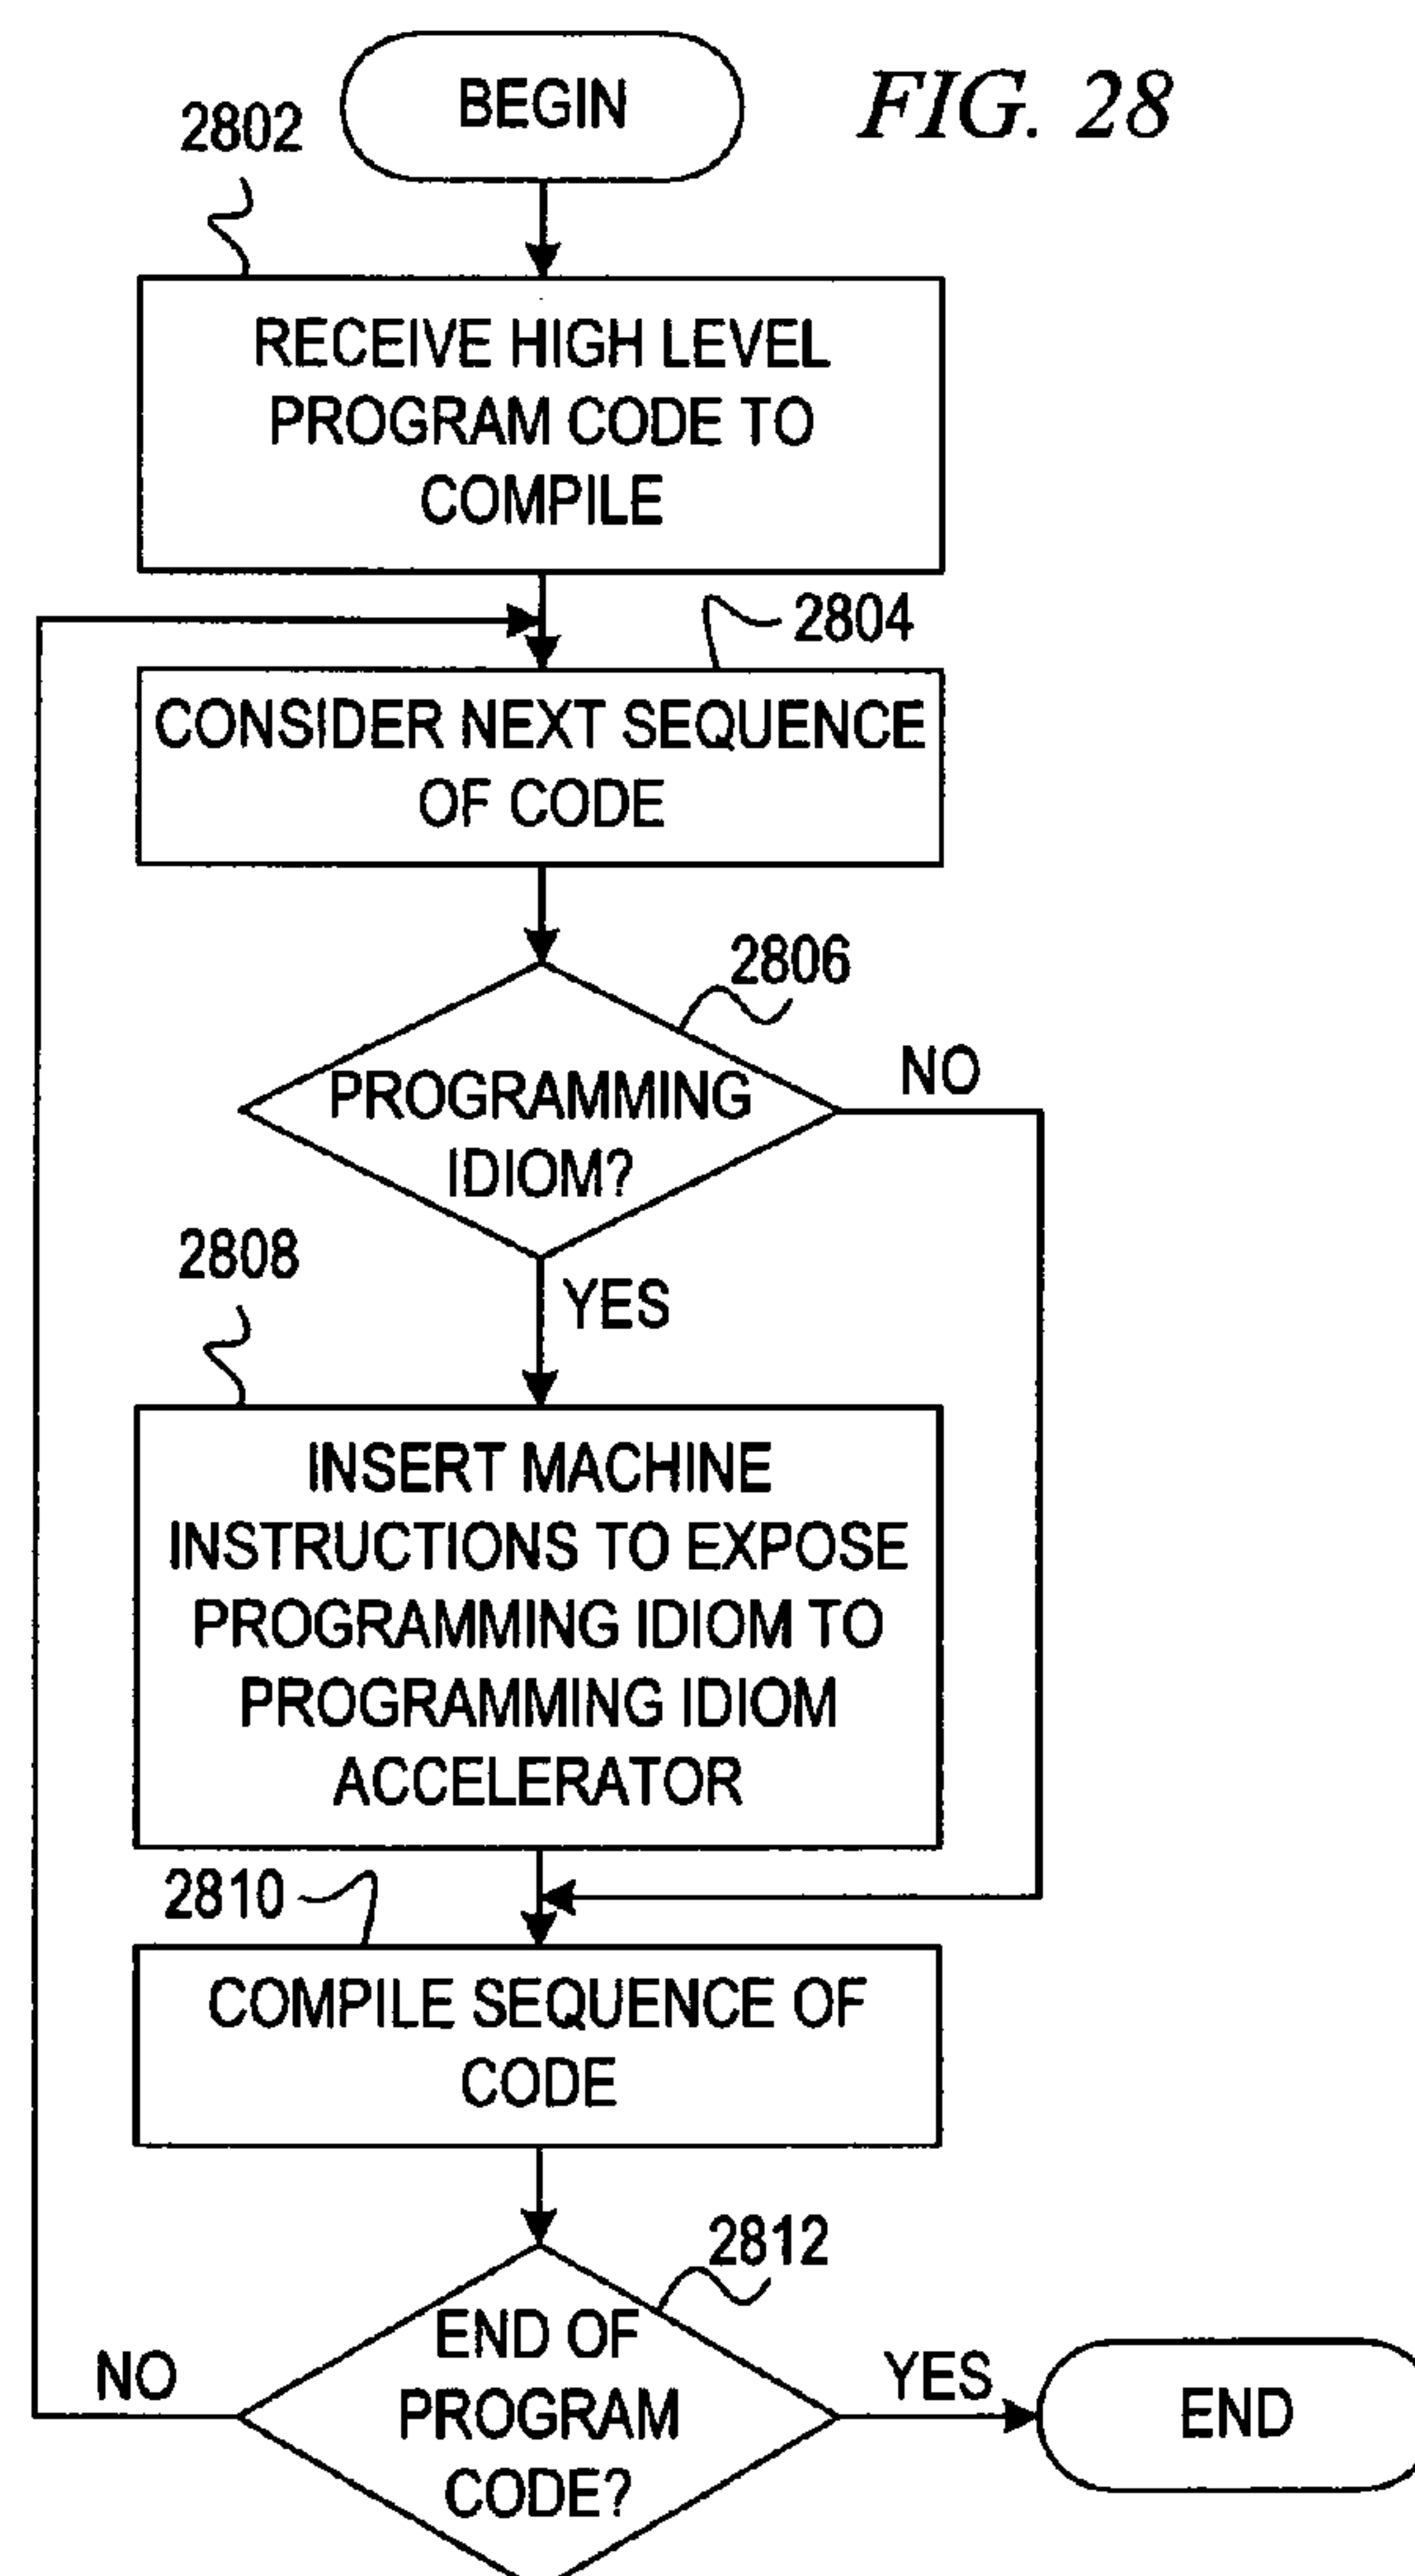 BEGIN
FIG. 28
2802
RECEIVE HIGH LEVEL
PROGRAM CODE TO
COMPILE
2804
CONSIDER NEXT SEQUENCE
OF CODE
2806
PROGRAMMING
IDIOM?
NO
YES
2808
INSERT MACHINE
INSTRUCTIONS TO EXPOSE
PROGRAMMING IDIOM TO
PROGRAMMING IDIOM
ACCELERATOR
2810
COMPILE SEQUENCE OF
CODE
2812
END OF
PROGRAM
CODE?
NO
YES
END